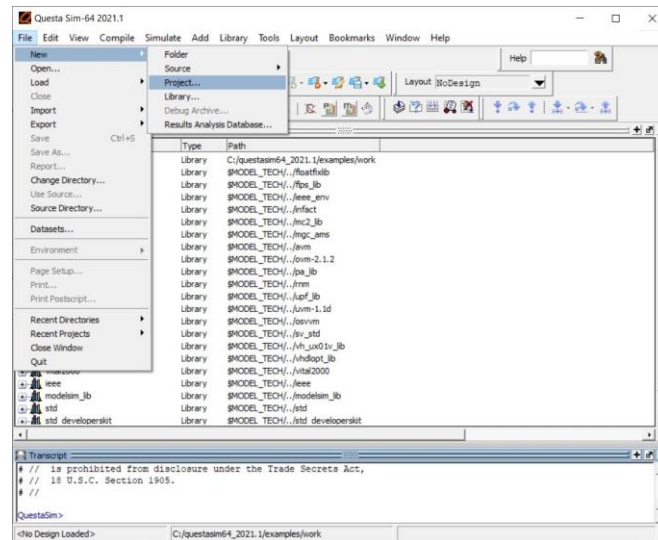 Questa Sim-64 2021.1
File Edit View Compile Simulate Add Library Tools Layout Bookmarks Window Help
New
Open...
Load
Close
Import
Export
Save Ctrl+S
Save As...
Report...
Change Directory...
Use Source...
Source Directory...
Datasets...
Environment
Page Setup...
Print...
Print Postscript...
Recent Directories
Recent Projects
Close Window
Quit
Folder
Source
Project...
Library...
Debug Archive...
Results Analysis Database...
Help
Layout NoDesign
Type Path
Library C:/questasim64_2021.1/examples/work
Library $MODEL_TECH/../floatfixlib
Library $MODEL_TECH/../flps_lib
Library $MODEL_TECH/../ieee_env
Library $MODEL_TECH/../infact
Library $MODEL_TECH/../mc2_lib
Library $MODEL_TECH/../mgc_ams
Library $MODEL_TECH/../avm
Library $MODEL_TECH/../ovm-2.1.2
Library $MODEL_TECH/../pa_lib
Library $MODEL_TECH/../rnm
Library $MODEL_TECH/../upf_lib
Library $MODEL_TECH/../uvm-1.1d
Library $MODEL_TECH/../osvvm
Library $MODEL_TECH/../sv_std
Library $MODEL_TECH/../vh_ux01v_lib
Library $MODEL_TECH/../vhdlopt_lib
vital2000 Library $MODEL_TECH/../vital2000
ieee Library $MODEL_TECH/../ieee
modelsim_lib Library $MODEL_TECH/../modelsim_lib
std Library $MODEL_TECH/../std
std_developerskit Library $MODEL_TECH/../std_developerskit
Transcript
# // is prohibited from disclosure under the Trade Secrets Act,
# // 18 U.S.C. Section 1905.
# //
QuestaSim>
<No Design Loaded> C:/questasim64_2021.1/examples/work